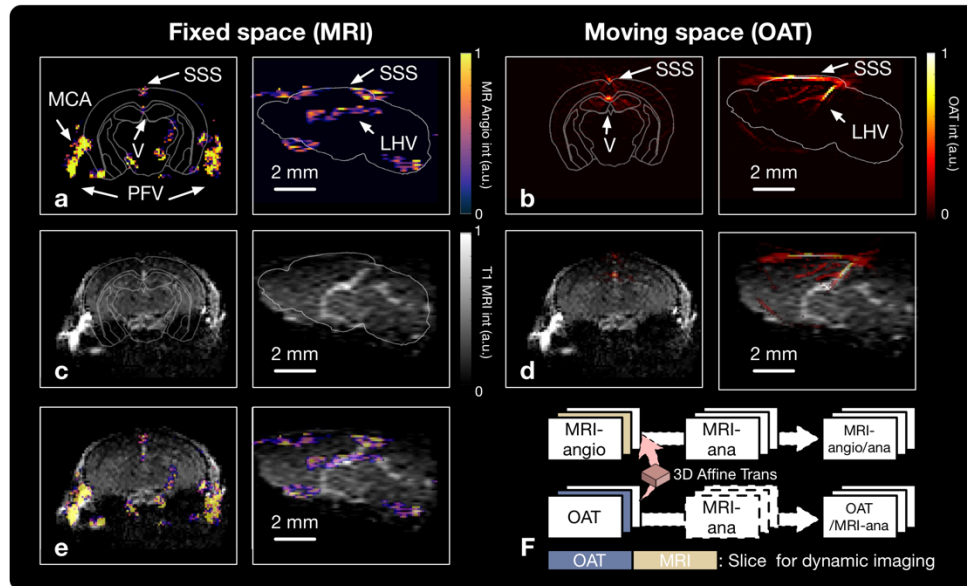 Fixed space (MRI)
Moving space (OAT)
SSS
MCA
V
PFV
a
SSS
LHV
2 mm
1
MR Angio int (a.u.)
0
SSS
V
b
SSS
LHV
2 mm
1
OAT int (a.u.)
0
c
2 mm
1
T1 MRI int (a.u.)
0
d
2 mm
e
2 mm
MRI-
angio
MRI-
ana
MRI-
angio/ana
3D Affine Trans
OAT
MRI-
ana
OAT
/MRI-ana
F
OAT MRI : Slice for dynamic imaging